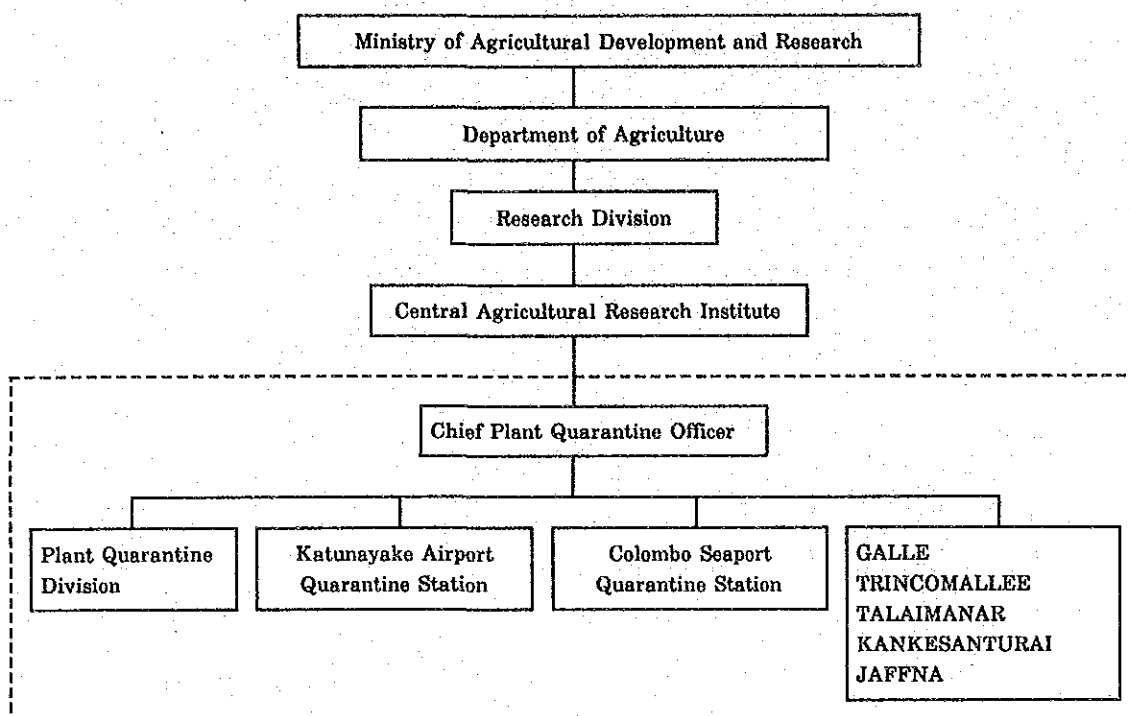 Ministry of Agricultural Development and Research
Department of Agriculture
Research Division
Central Agricultural Research Institute
Chief Plant Quarantine Officer
Plant Quarantine
Division
Katunayake Airport
Quarantine Station
Colombo Seaport
Quarantine Station
GALLE
TRINCOMALLEE
TALAIMANAR
KANKESANTURAI
JAFFNA